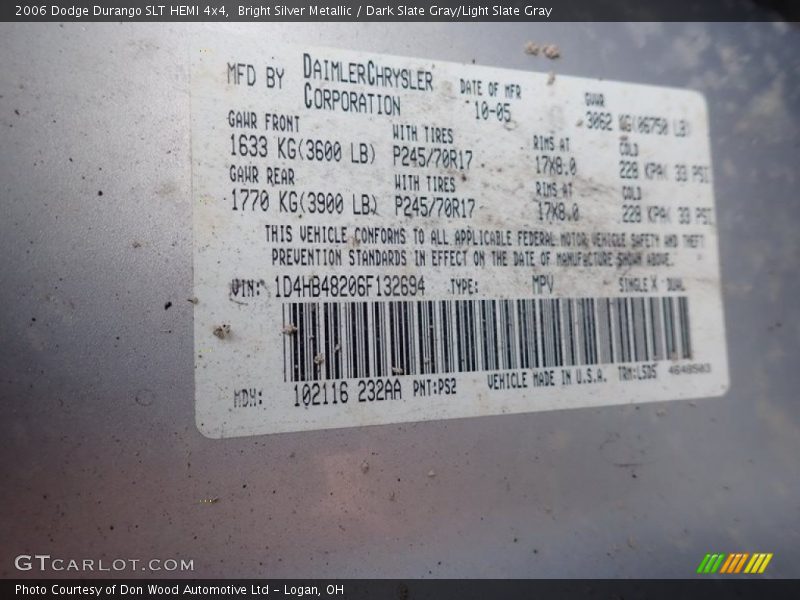 2006 Dodge Durango SLT HEMI 4x4, Bright Silver Metallic / Dark Slate Gray/Light Slate Gray
MFD BY DAIMLERCHRYSLER CORPORATION DATE OF MFR 10-05 GVWR 3062 KG(06750 LB)
GAWR FRONT WITH TIRES RIMS AT COLD
1633 KG(3600 LB) P245/70R17 17X8.0 228 KPA( 33 PSI
GAWR REAR WITH TIRES RIMS AT COLD
1770 KG(3900 LB) P245/70R17 17X8.0 228 KPA( 33 PSI
THIS VEHICLE CONFORMS TO ALL APPLICABLE FEDERAL MOTOR VEHICLE SAFETY AND THEFT
PREVENTION STANDARDS IN EFFECT ON THE DATE OF MANUFACTURE SHOWN ABOVE.
VIN: 1D4HB48206F132694 TYPE: MPV SINGLE X DUAL
MDH: 102116 232AA PNT:PS2 VEHICLE MADE IN U.S.A. TRM:L5D5 4648503
GTCARLOT.COM
Photo Courtesy of Don Wood Automotive Ltd - Logan, OH